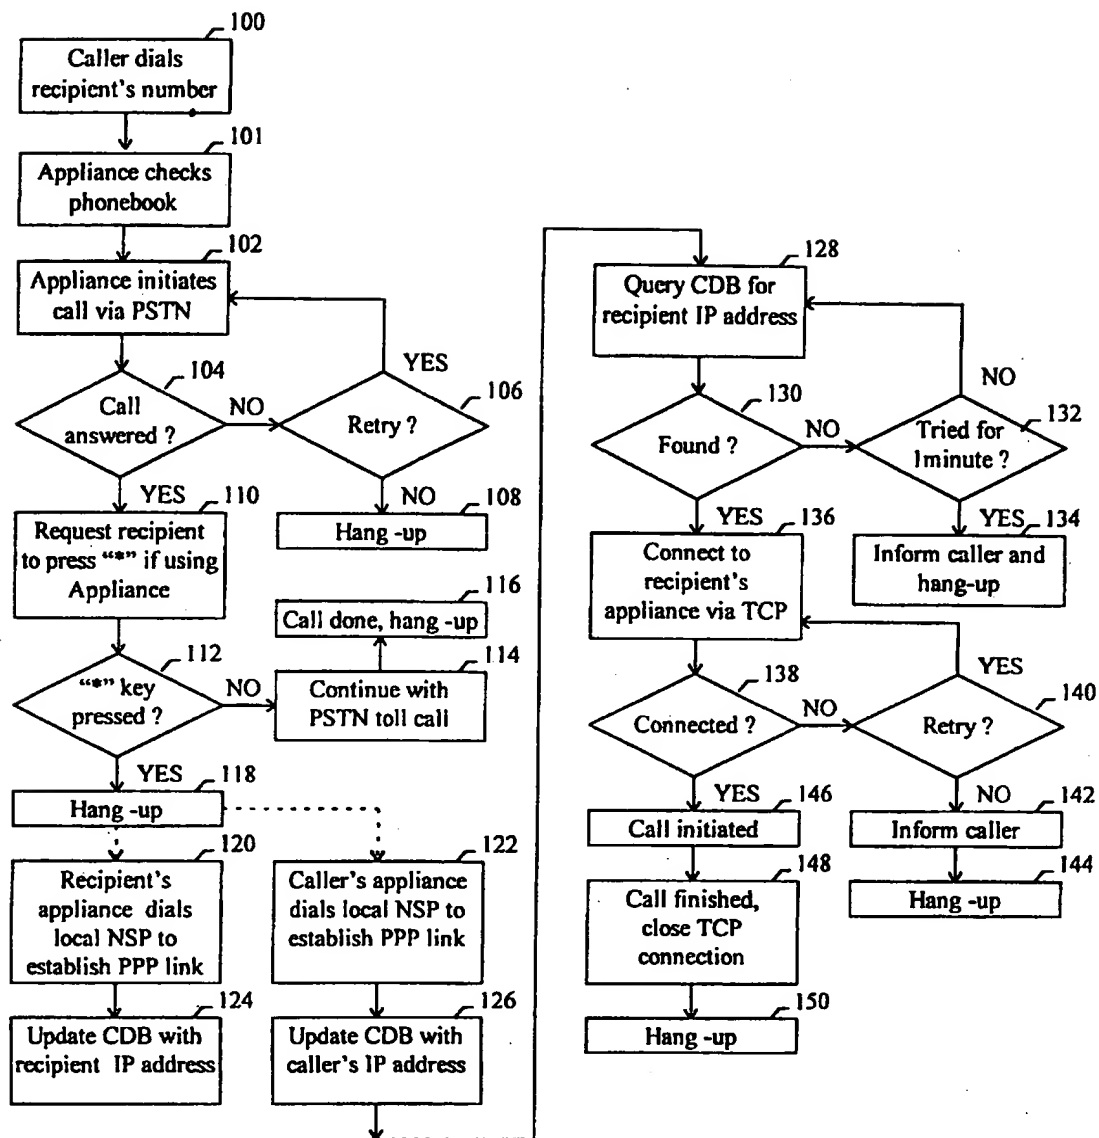 100
Caller dials
recipient's number
101
Appliance checks
phonebook
102
Appliance initiates
call via PSTN
104
Call
answered ?
NO
YES
106
Retry ?
YES
NO
108
Hang -up
110
Request recipient
to press “*” if using
Appliance
112
“*” key
pressed ?
NO
114
Continue with
PSTN toll call
116
Call done, hang -up
YES
118
Hang -up
120
Recipient's
appliance dials
local NSP to
establish PPP link
122
Caller's appliance
dials local NSP to
establish PPP link
124
Update CDB with
recipient IP address
126
Update CDB with
caller's IP address
128
Query CDB for
recipient IP address
130
Found ?
NO
132
Tried for
1minute ?
NO
YES
134
Inform caller and
hang-up
YES
136
Connect to
recipient's
appliance via TCP
138
Connected ?
NO
140
Retry ?
YES
NO
142
Inform caller
144
Hang -up
YES
146
Call initiated
148
Call finished,
close TCP
connection
150
Hang -up